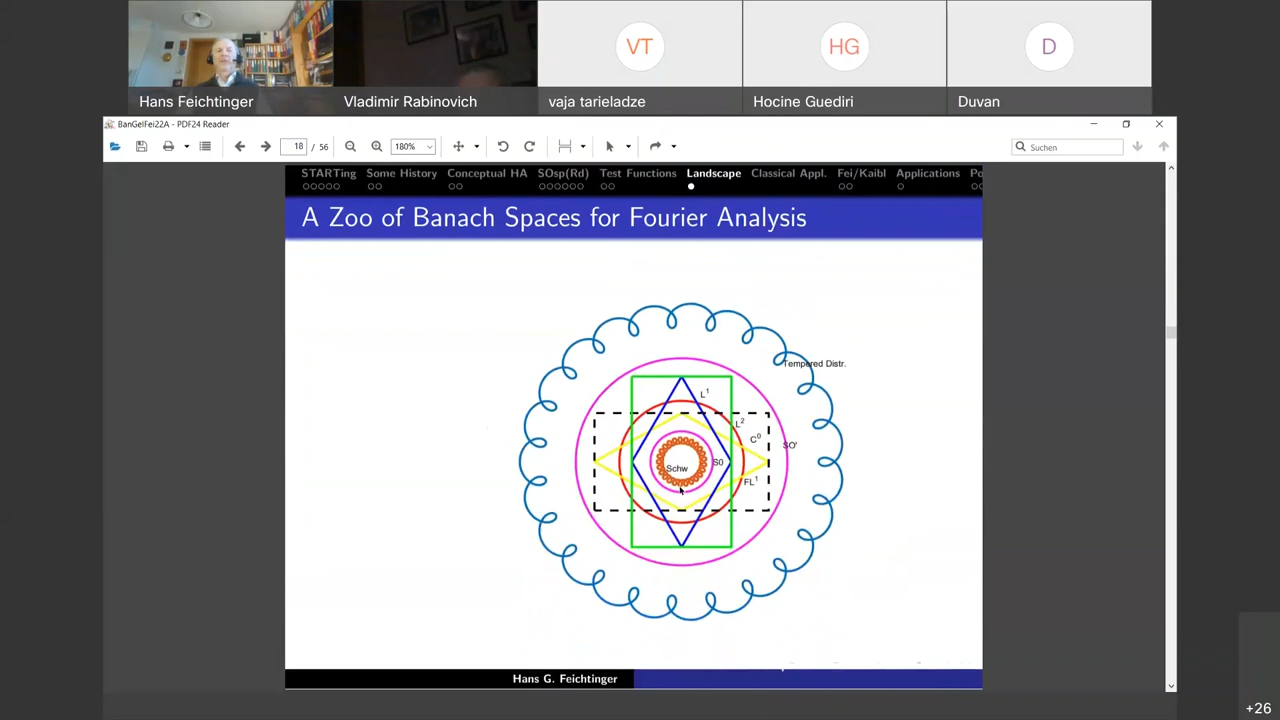 VT
HG
D
Hans Feichtinger
Vladimir Rabinovich
vaja tarieladze
Hocine Guediri
Duvan
BanGelFei22A - PDF24 Reader
18 / 56
180%
Suchen
STARTing Some History Conceptual HA SOsp(Rd) Test Functions Landscape Classical Appl. Fei/Kaibl Applications Po
A Zoo of Banach Spaces for Fourier Analysis
Tempered Distr.
L¹
L²
C⁰
SO'
S0
Schw
FL¹
Hans G. Feichtinger
+26